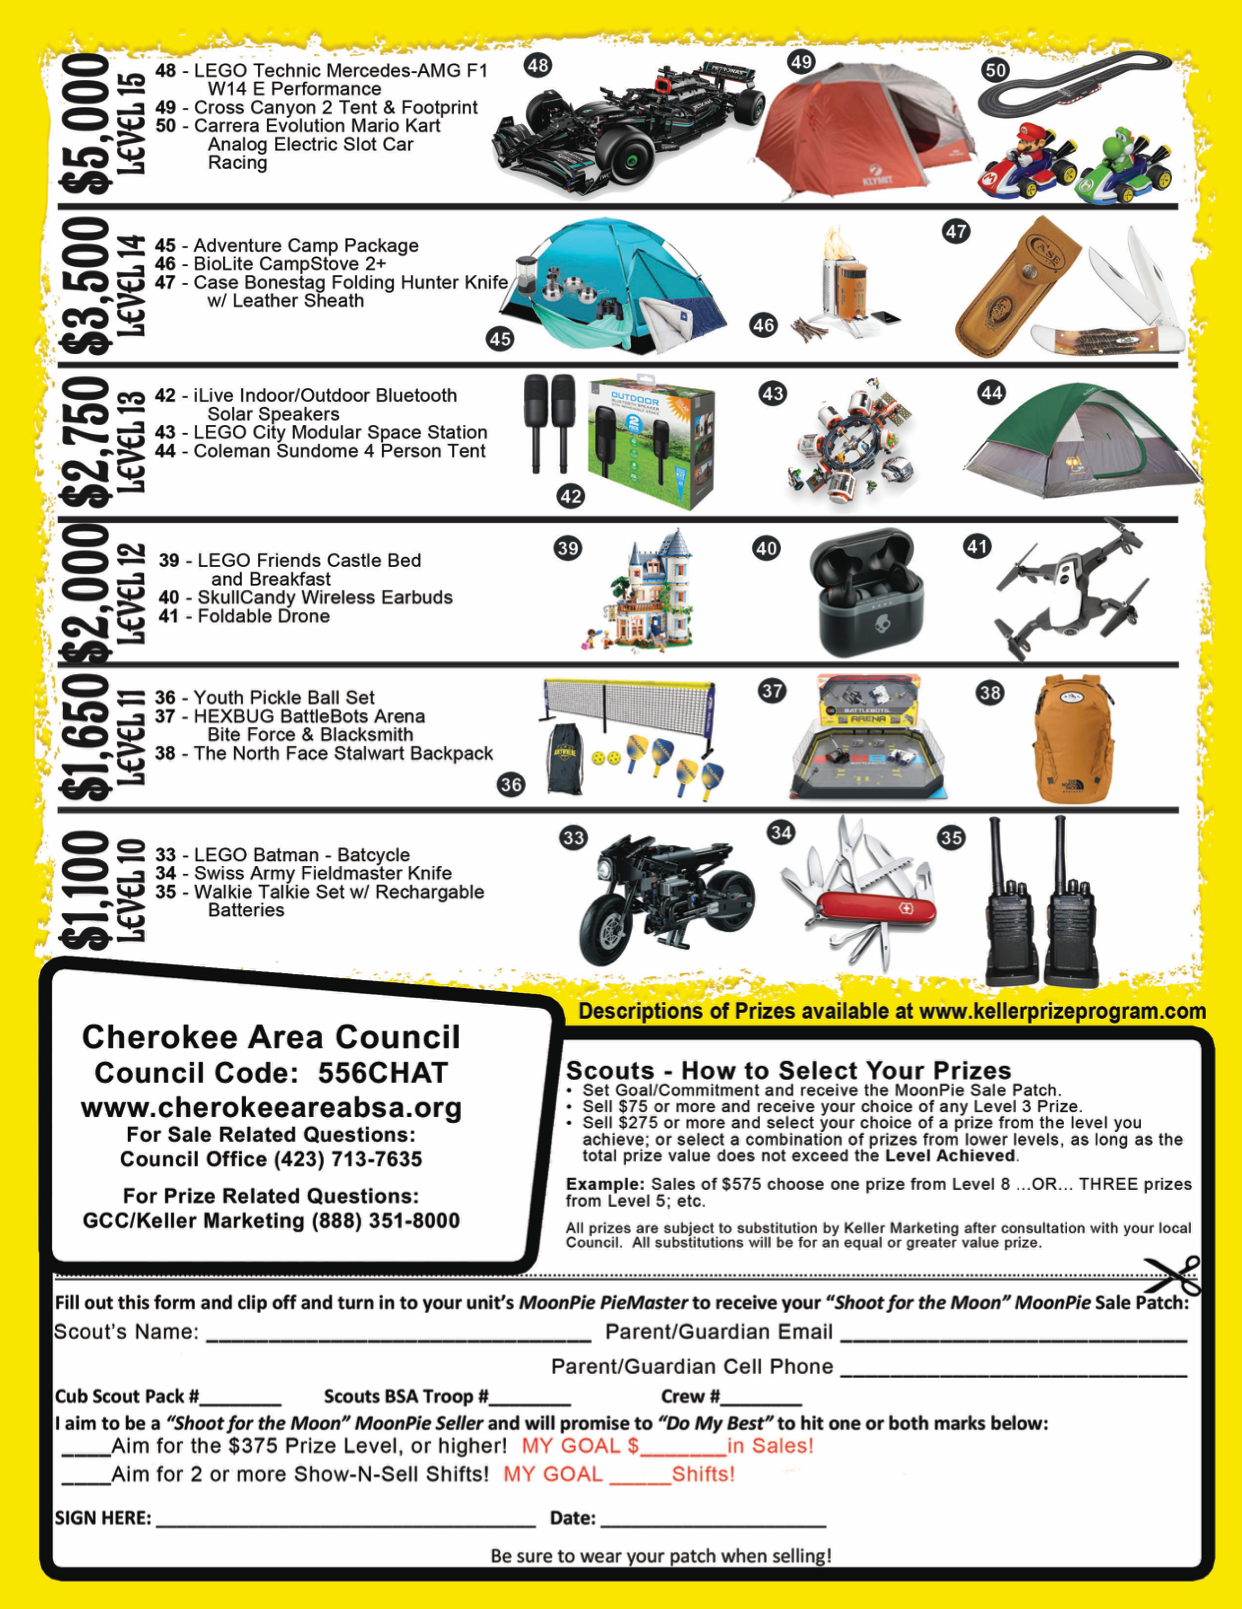 $5,000
LEVEL 15
48 - LEGO Technic Mercedes-AMG F1
W14 E Performance
49 - Cross Canyon 2 Tent & Footprint
50 - Carrera Evolution Mario Kart
Analog Electric Slot Car
Racing
48
49
50
PETRONAS
KLYMIT
$3,500
LEVEL 14
45 - Adventure Camp Package
46 - BioLite CampStove 2+
47 - Case Bonestag Folding Hunter Knife
w/ Leather Sheath
45
46
47
CASE
$2,750
LEVEL 13
42 - iLive Indoor/Outdoor Bluetooth
Solar Speakers
43 - LEGO City Modular Space Station
44 - Coleman Sundome 4 Person Tent
OUTDOOR
42
43
44
$2,000
LEVEL 12
39 - LEGO Friends Castle Bed
and Breakfast
40 - SkullCandy Wireless Earbuds
41 - Foldable Drone
39
40
41
$1,650
LEVEL 11
36 - Youth Pickle Ball Set
37 - HEXBUG BattleBots Arena
Bite Force & Blacksmith
38 - The North Face Stalwart Backpack
36
37
38
BATTLEBOTS
ARENA
$1,100
LEVEL 10
33 - LEGO Batman - Batcycle
34 - Swiss Army Fieldmaster Knife
35 - Walkie Talkie Set w/ Rechargable
Batteries
33
34
35
Descriptions of Prizes available at www.kellerprizeprogram.com
Cherokee Area Council
Council Code: 556CHAT
www.cherokeeareabsa.org
For Sale Related Questions:
Council Office (423) 713-7635
For Prize Related Questions:
GCC/Keller Marketing (888) 351-8000
Scouts - How to Select Your Prizes
• Set Goal/Commitment and receive the MoonPie Sale Patch.
• Sell $75 or more and receive your choice of any Level 3 Prize.
• Sell $275 or more and select your choice of a prize from the level you
achieve; or select a combination of prizes from lower levels, as long as the
total prize value does not exceed the Level Achieved.
Example: Sales of $575 choose one prize from Level 8 ...OR... THREE prizes
from Level 5; etc.
All prizes are subject to substitution by Keller Marketing after consultation with your local
Council. All substitutions will be for an equal or greater value prize.
Fill out this form and clip off and turn in to your unit's MoonPie PieMaster to receive your "Shoot for the Moon" MoonPie Sale Patch:
Scout's Name: ______________ Parent/Guardian Email ______________
Parent/Guardian Cell Phone ______________
Cub Scout Pack #________ Scouts BSA Troop #________ Crew #________
I aim to be a "Shoot for the Moon" MoonPie Seller and will promise to "Do My Best" to hit one or both marks below:
____Aim for the $375 Prize Level, or higher! MY GOAL $_______in Sales!
____Aim for 2 or more Show-N-Sell Shifts! MY GOAL _____Shifts!
SIGN HERE: ______________ Date: ______________
Be sure to wear your patch when selling!